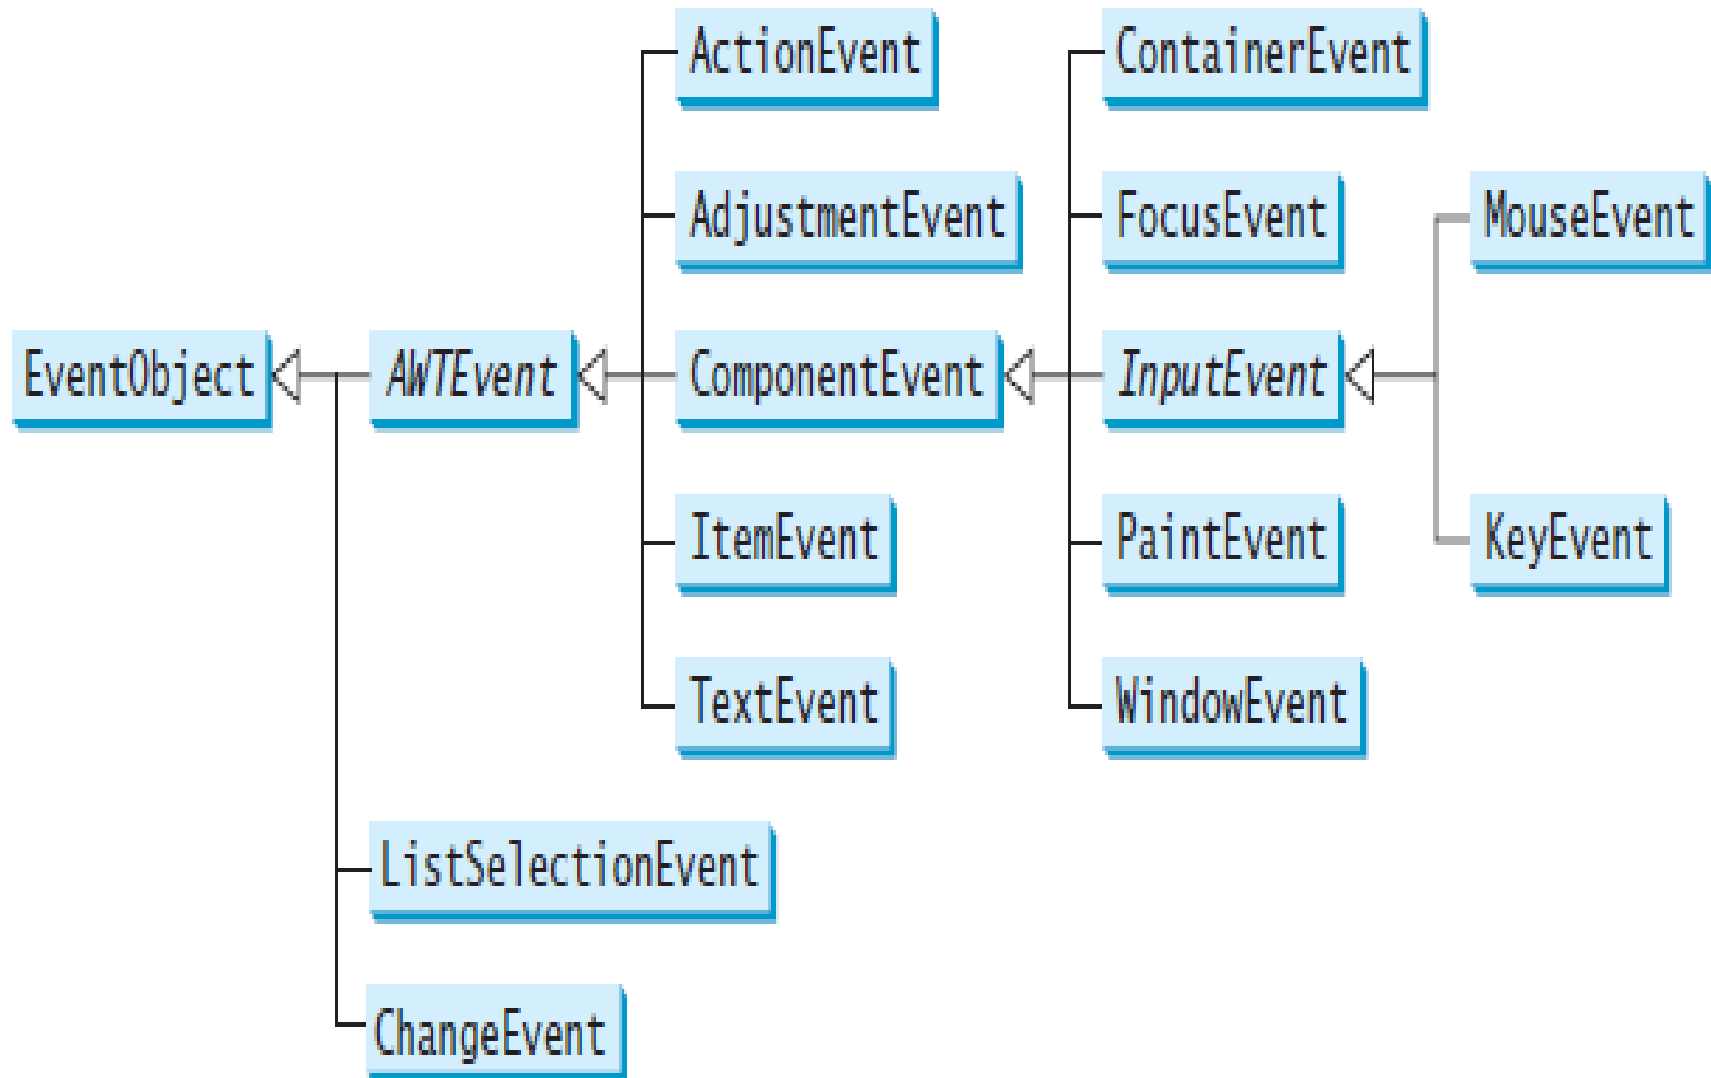 ActionEvent
ContainerEvent
AdjustmentEvent
FocusEvent
MouseEvent
EventObject
AWTEvent
ComponentEvent
InputEvent
ItemEvent
PaintEvent
KeyEvent
TextEvent
WindowEvent
ListSelectionEvent
ChangeEvent